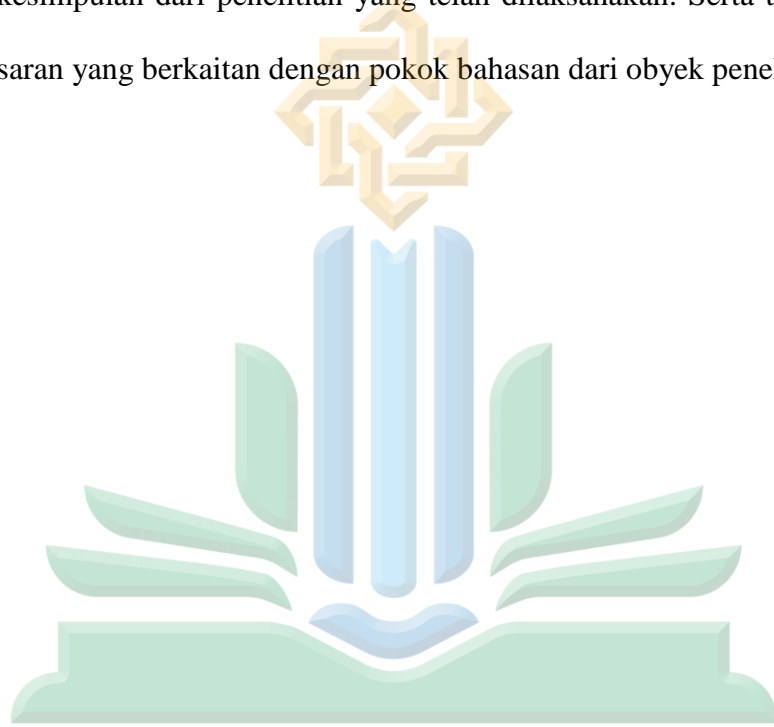 kesimpulan dari penelitian yang telah dilaksanakan. Serta
saran yang berkaitan dengan pokok bahasan dari obyek